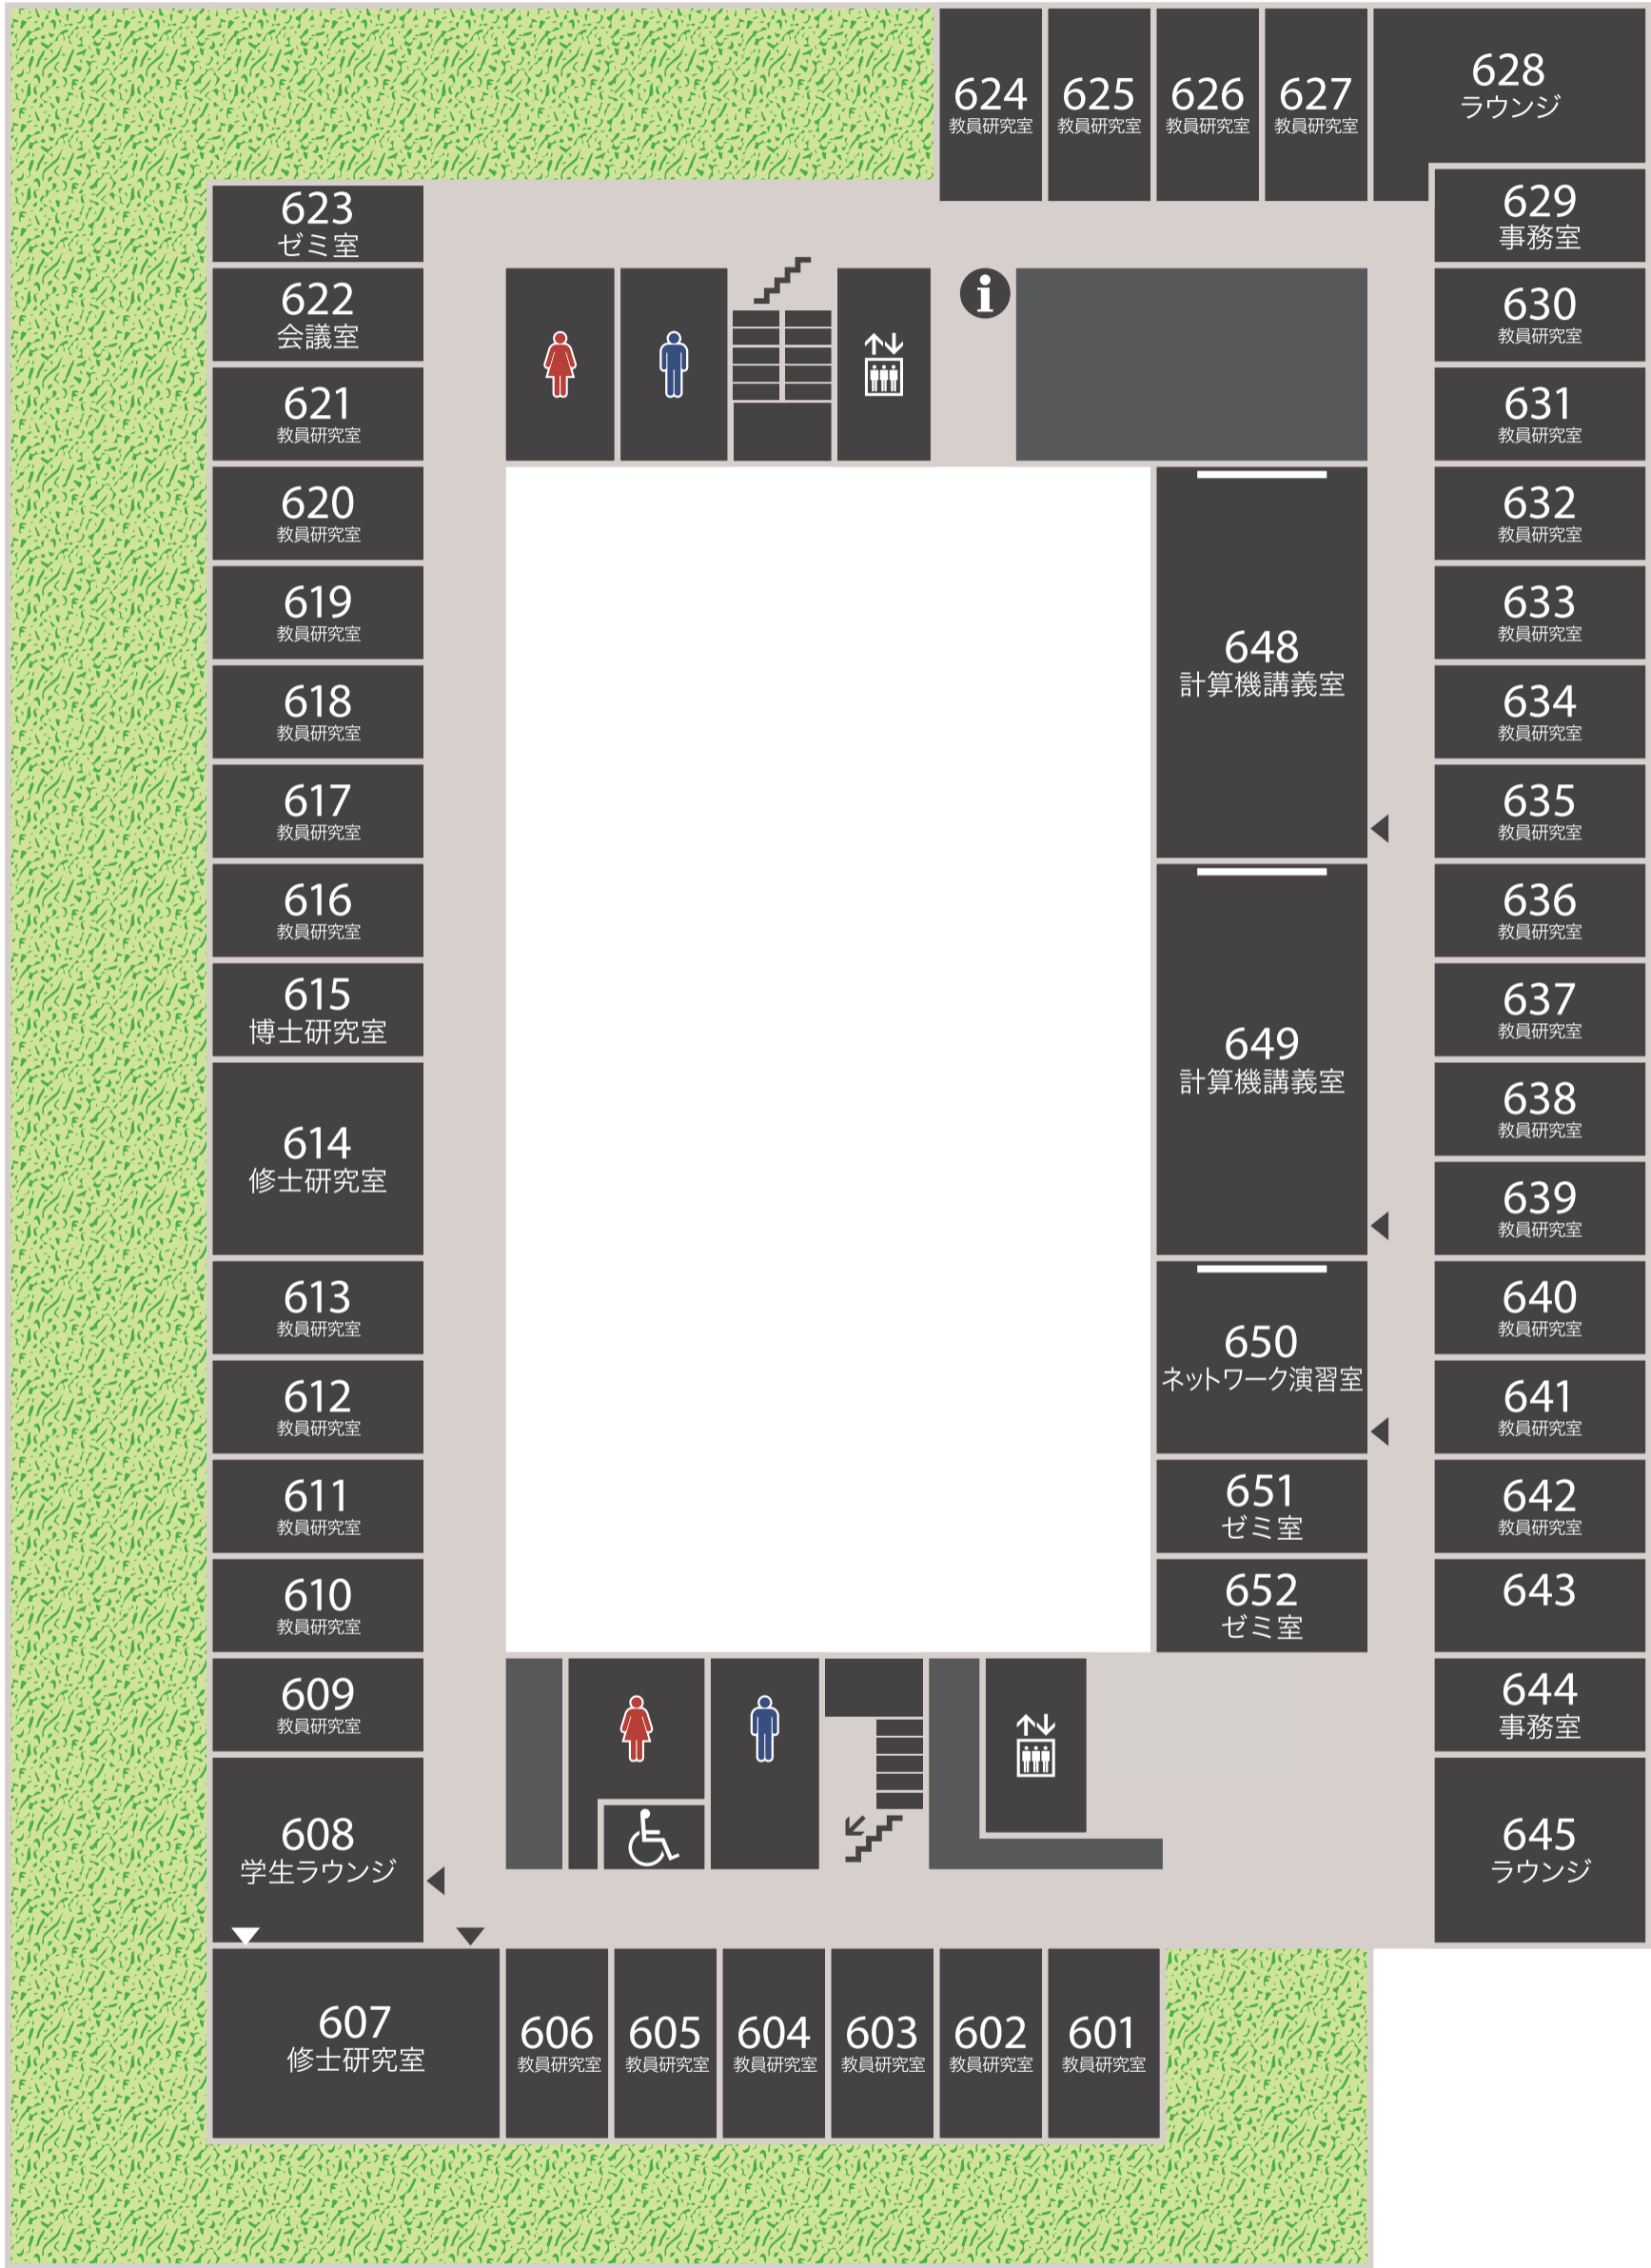 624
教員研究室
625
教員研究室
626
教員研究室
627
教員研究室
628
ラウンジ
623
ゼミ室
622
会議室
621
教員研究室
620
教員研究室
619
教員研究室
618
教員研究室
617
教員研究室
616
教員研究室
615
博士研究室
614
修士研究室
613
教員研究室
612
教員研究室
611
教員研究室
610
教員研究室
609
教員研究室
608
学生ラウンジ
i
648
計算機講義室
649
計算機講義室
650
ネットワーク演習室
651
ゼミ室
652
ゼミ室
629
事務室
630
教員研究室
631
教員研究室
632
教員研究室
633
教員研究室
634
教員研究室
635
教員研究室
636
教員研究室
637
教員研究室
638
教員研究室
639
教員研究室
640
教員研究室
641
教員研究室
642
教員研究室
643
644
事務室
645
ラウンジ
607
修士研究室
606
教員研究室
605
教員研究室
604
教員研究室
603
教員研究室
602
教員研究室
601
教員研究室